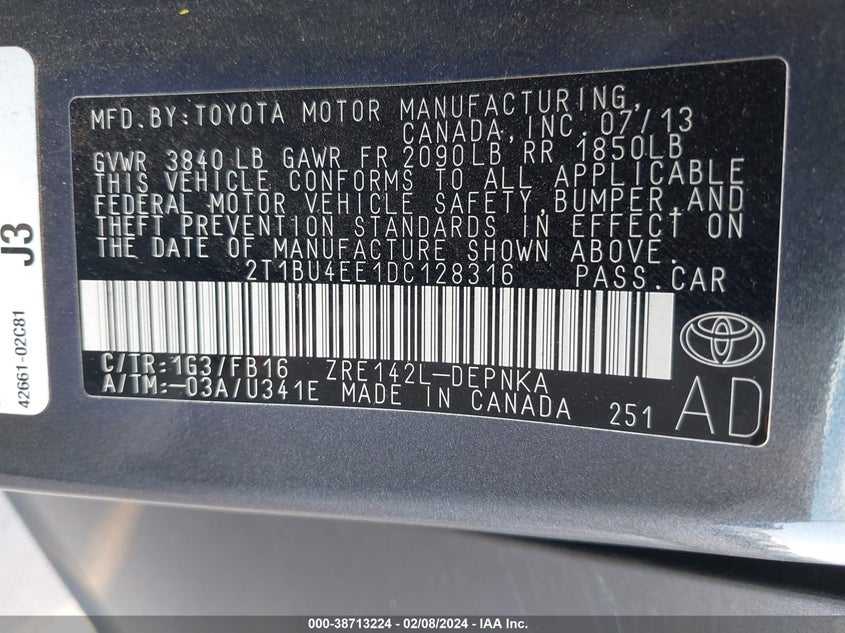 MFD.BY:TOYOTA MOTOR MANUFACTURING,
CANADA,INC. 07/13
GVWR 3840LB GAWR FR 2090LB RR 1850LB
THIS VEHICLE CONFORMS TO ALL APPLICABLE
FEDERAL MOTOR VEHICLE SAFETY,BUMPER,AND
THEFT PREVENTION STANDARDS IN EFFECT ON
THE DATE OF MANUFACTURE SHOWN ABOVE.
2T1BU4EE1DC128316 PASS.CAR
C/TR:1G3/FB16 ZRE142L-DEPNKA
A/TM:-03A/U341E MADE IN CANADA 251
AD
J3
42661-02C81
000-38713224 - 02/08/2024 - IAA Inc.